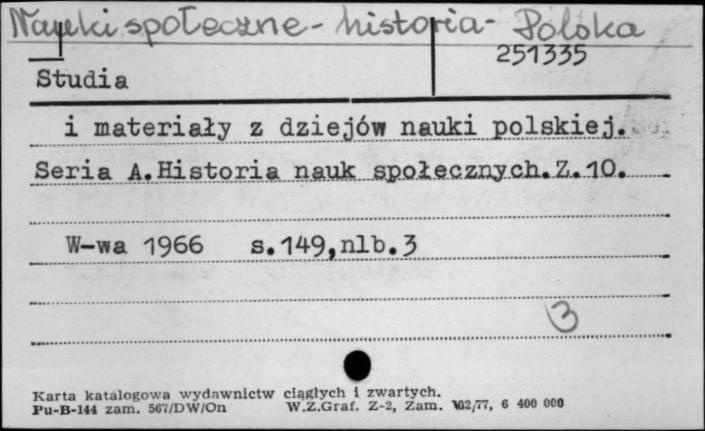 Nauki społeczne - historia - Polska
251335
Studia
i materiały z dziejów nauki polskiej.
Seria A.Historia nauk społecznych.Z.10.
W-wa 1966 s.149,nlb.3
3
Karta katalogowa wydawnictw ciągłych i zwartych.
Pu-B-144 zam. 567/DW/On W.Z.Graf. Z-2, Zam. 102/77, 6 400 000